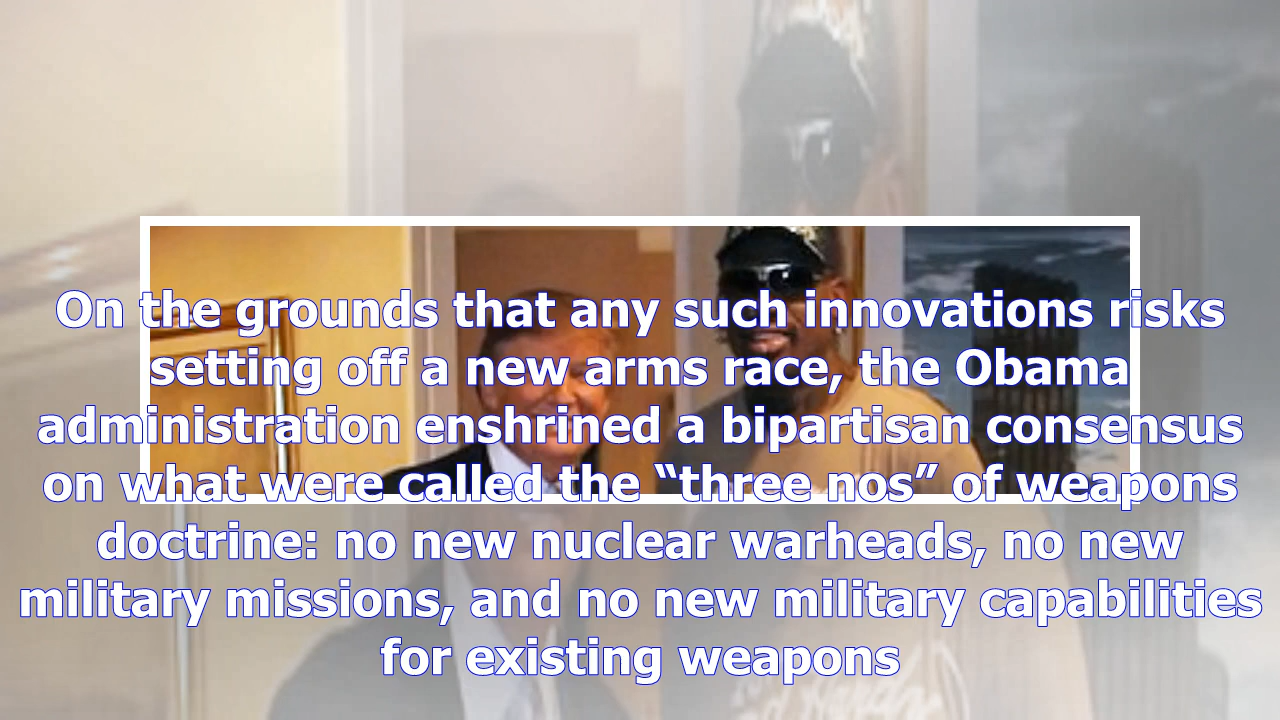 On the grounds that any such innovations risks
setting off a new arms race, the Obama
administration enshrined a bipartisan consensus
on what were called the “three nos” of weapons
doctrine: no new nuclear warheads, no new
military missions, and no new military capabilities
for existing weapons